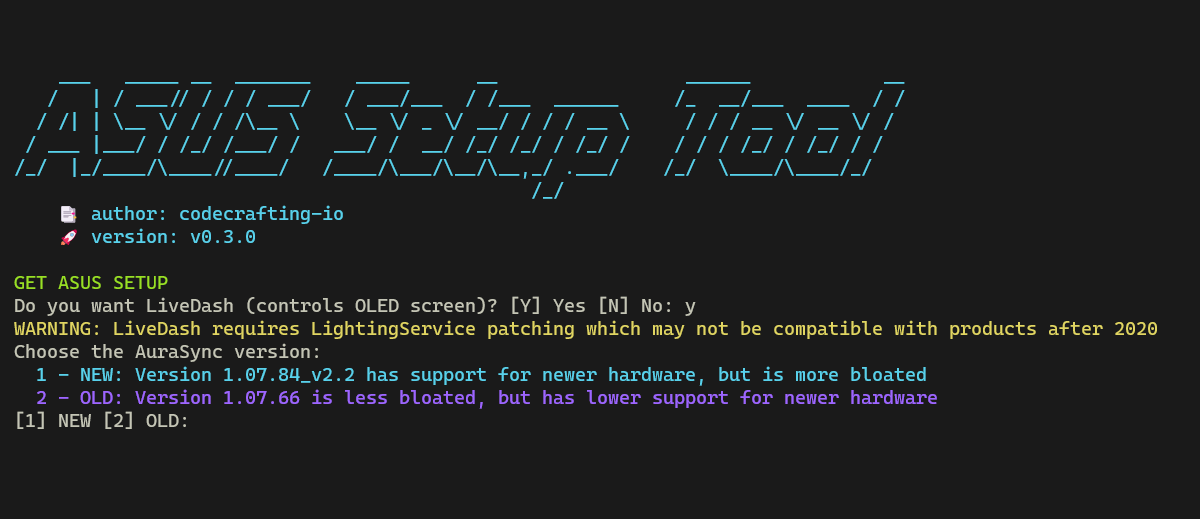 ASUS Setup Tool
author: codecrafting-io
version: v0.3.0
GET ASUS SETUP
Do you want LiveDash (controls OLED screen)? [Y] Yes [N] No: y
WARNING: LiveDash requires LightingService patching which may not be compatible with products after 2020
Choose the AuraSync version:
1 - NEW: Version 1.07.84_v2.2 has support for newer hardware, but is more bloated
2 - OLD: Version 1.07.66 is less bloated, but has lower support for newer hardware
[1] NEW [2] OLD: